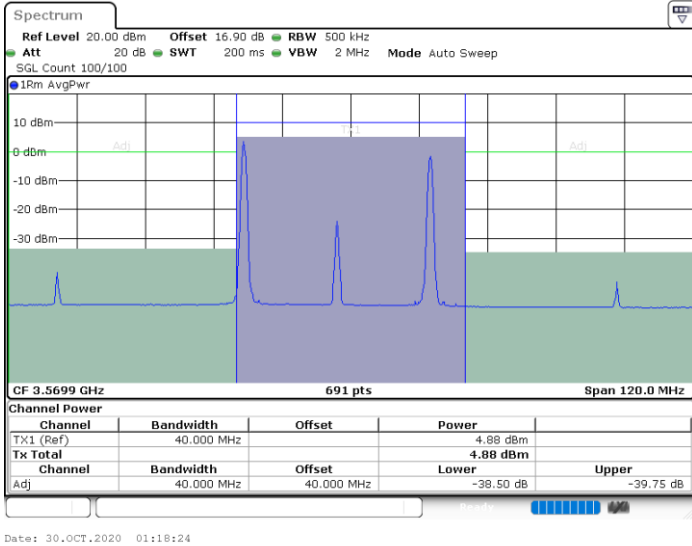 Spectrum
Ref Level 20.00 dBm Offset 16.90 dB RBW 500 kHz
Att 20 dB SWT 200 ms VBW 2 MHz Mode Auto Sweep
SGL Count 100/100
1Rm AvgPwr
10 dBm
TX1
Adj
0 dBm
Adj
-10 dBm
-20 dBm
-30 dBm
CF 3.5699 GHz 691 pts Span 120.0 MHz
Channel Power
Channel Bandwidth Offset Power
TX1 (Ref) 40.000 MHz 4.88 dBm
Tx Total 4.88 dBm
Channel Bandwidth Offset Lower Upper
Adj 40.000 MHz 40.000 MHz -38.50 dB -39.75 dB
Ready
Date: 30.OCT.2020 01:18:24